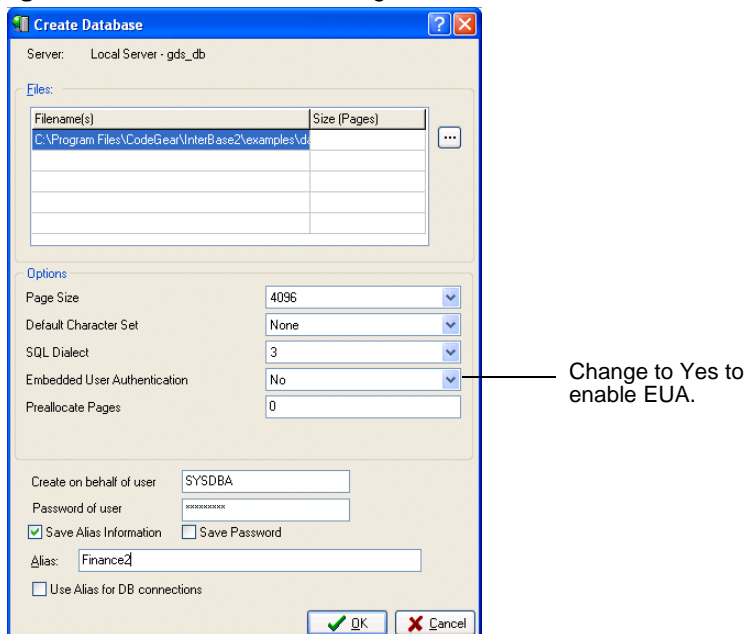 Create Database
Server: Local Server - gds_db
Files:
Filename(s) Size (Pages)
C:\Program Files\CodeGear\InterBase2\examples\da
...
Options
Page Size 4096
Default Character Set None
SQL Dialect 3
Embedded User Authentication No
Change to Yes to
enable EUA.
Preallocate Pages 0
Create on behalf of user SYSDBA
Password of user *********
Save Alias Information Save Password
Alias: Finance2
Use Alias for DB connections
OK Cancel